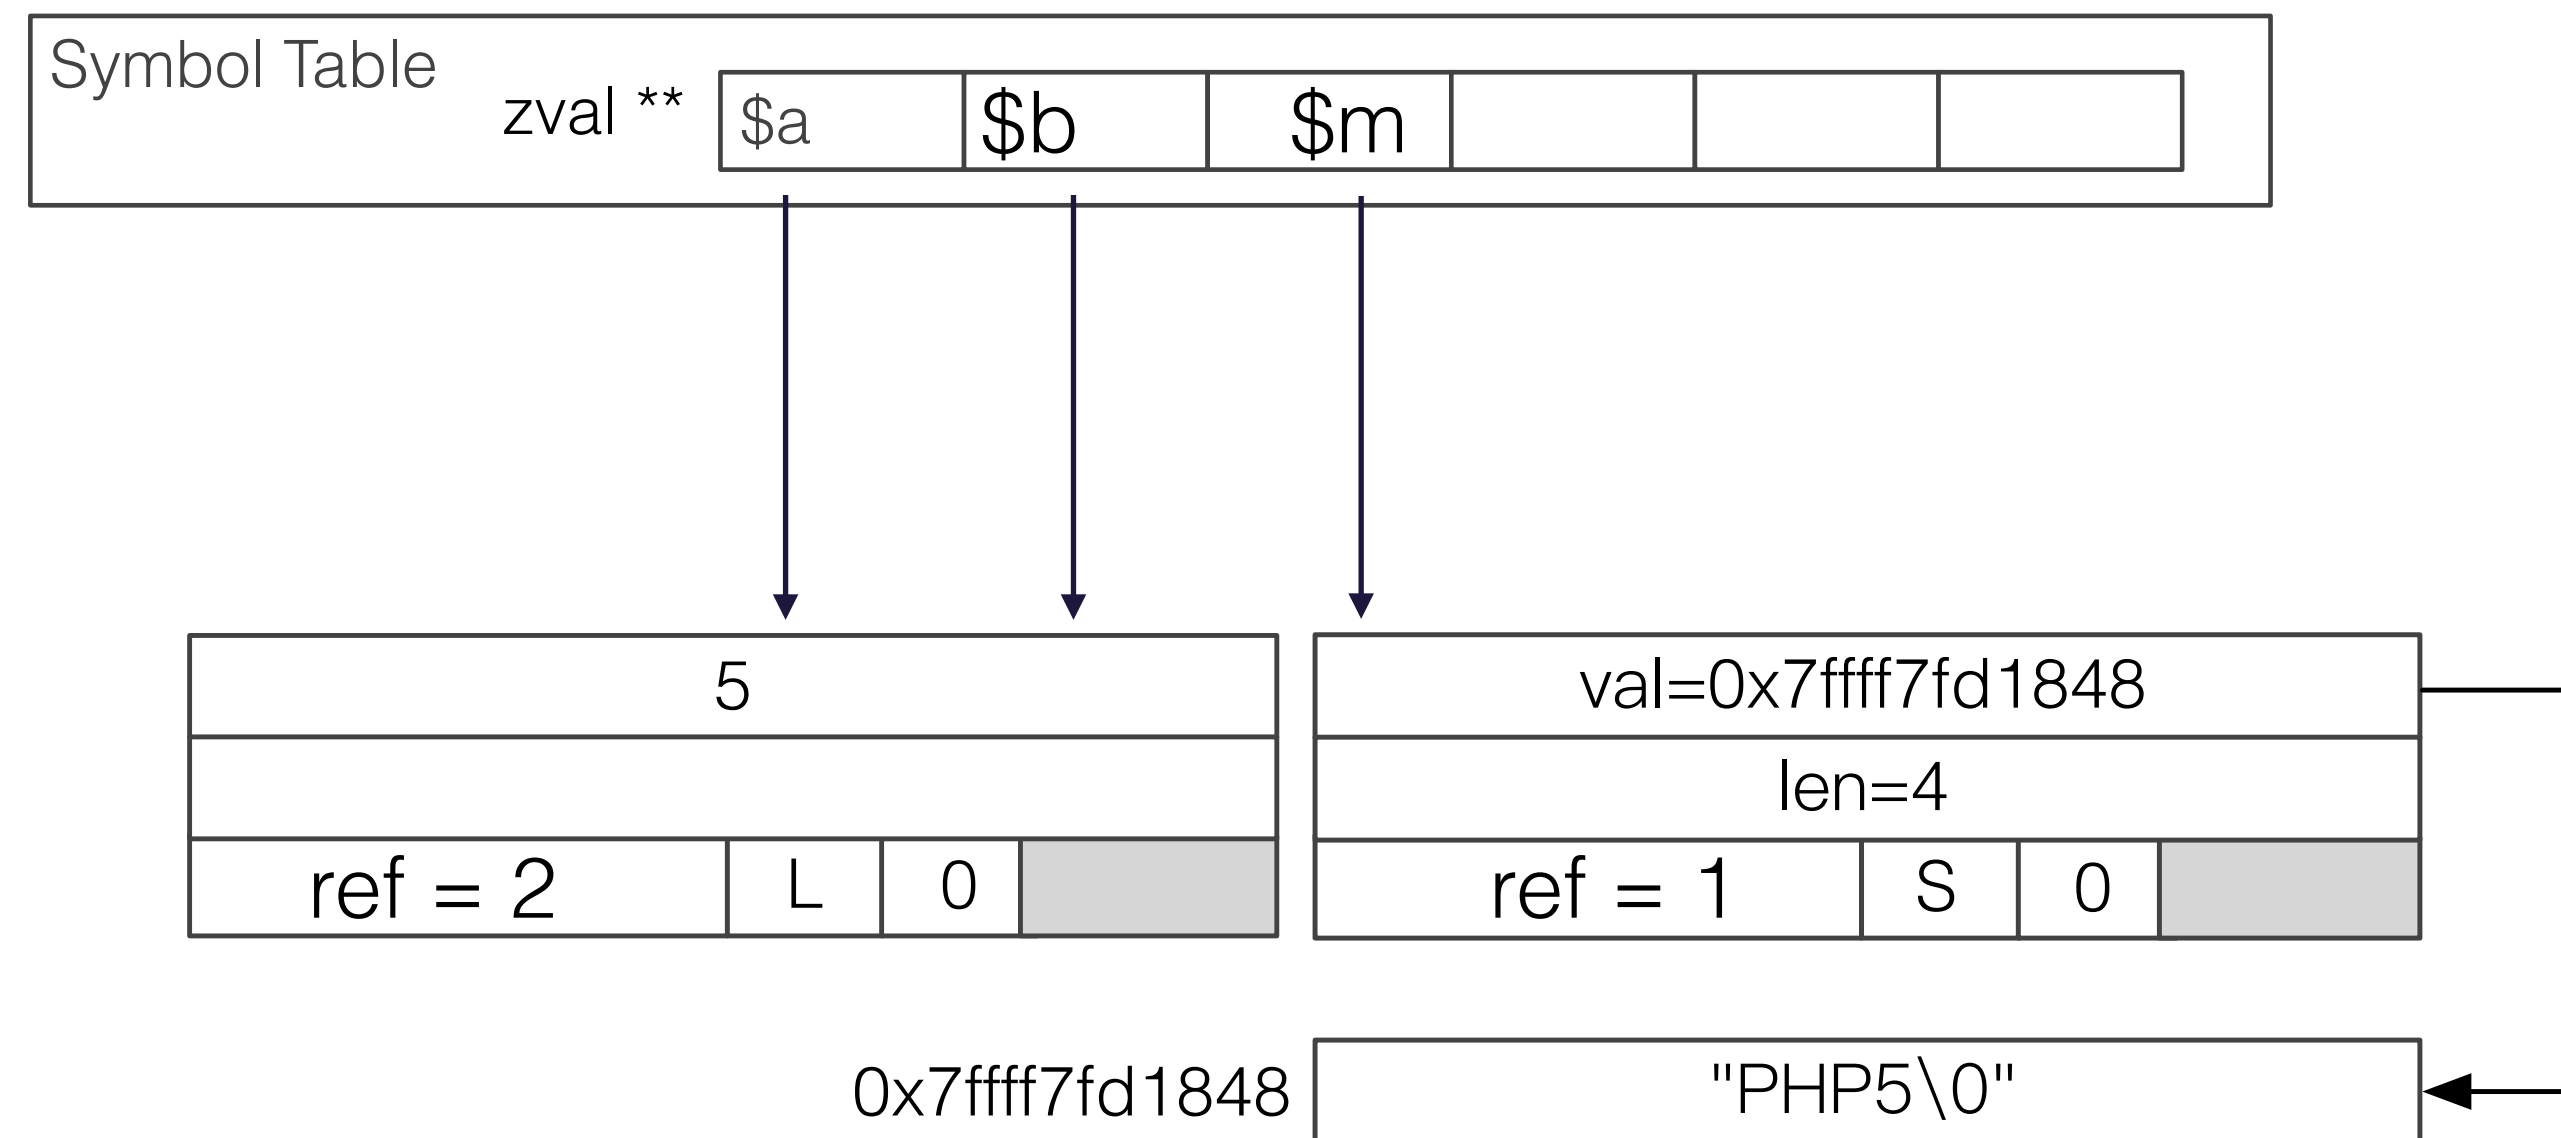 Symbol Table
zval **
$a
$b
$m
5
val=0x7ffff7fd1848
len=4
ref = 2
L
0
ref = 1
S
0
0x7ffff7fd1848
"PHP5\0"